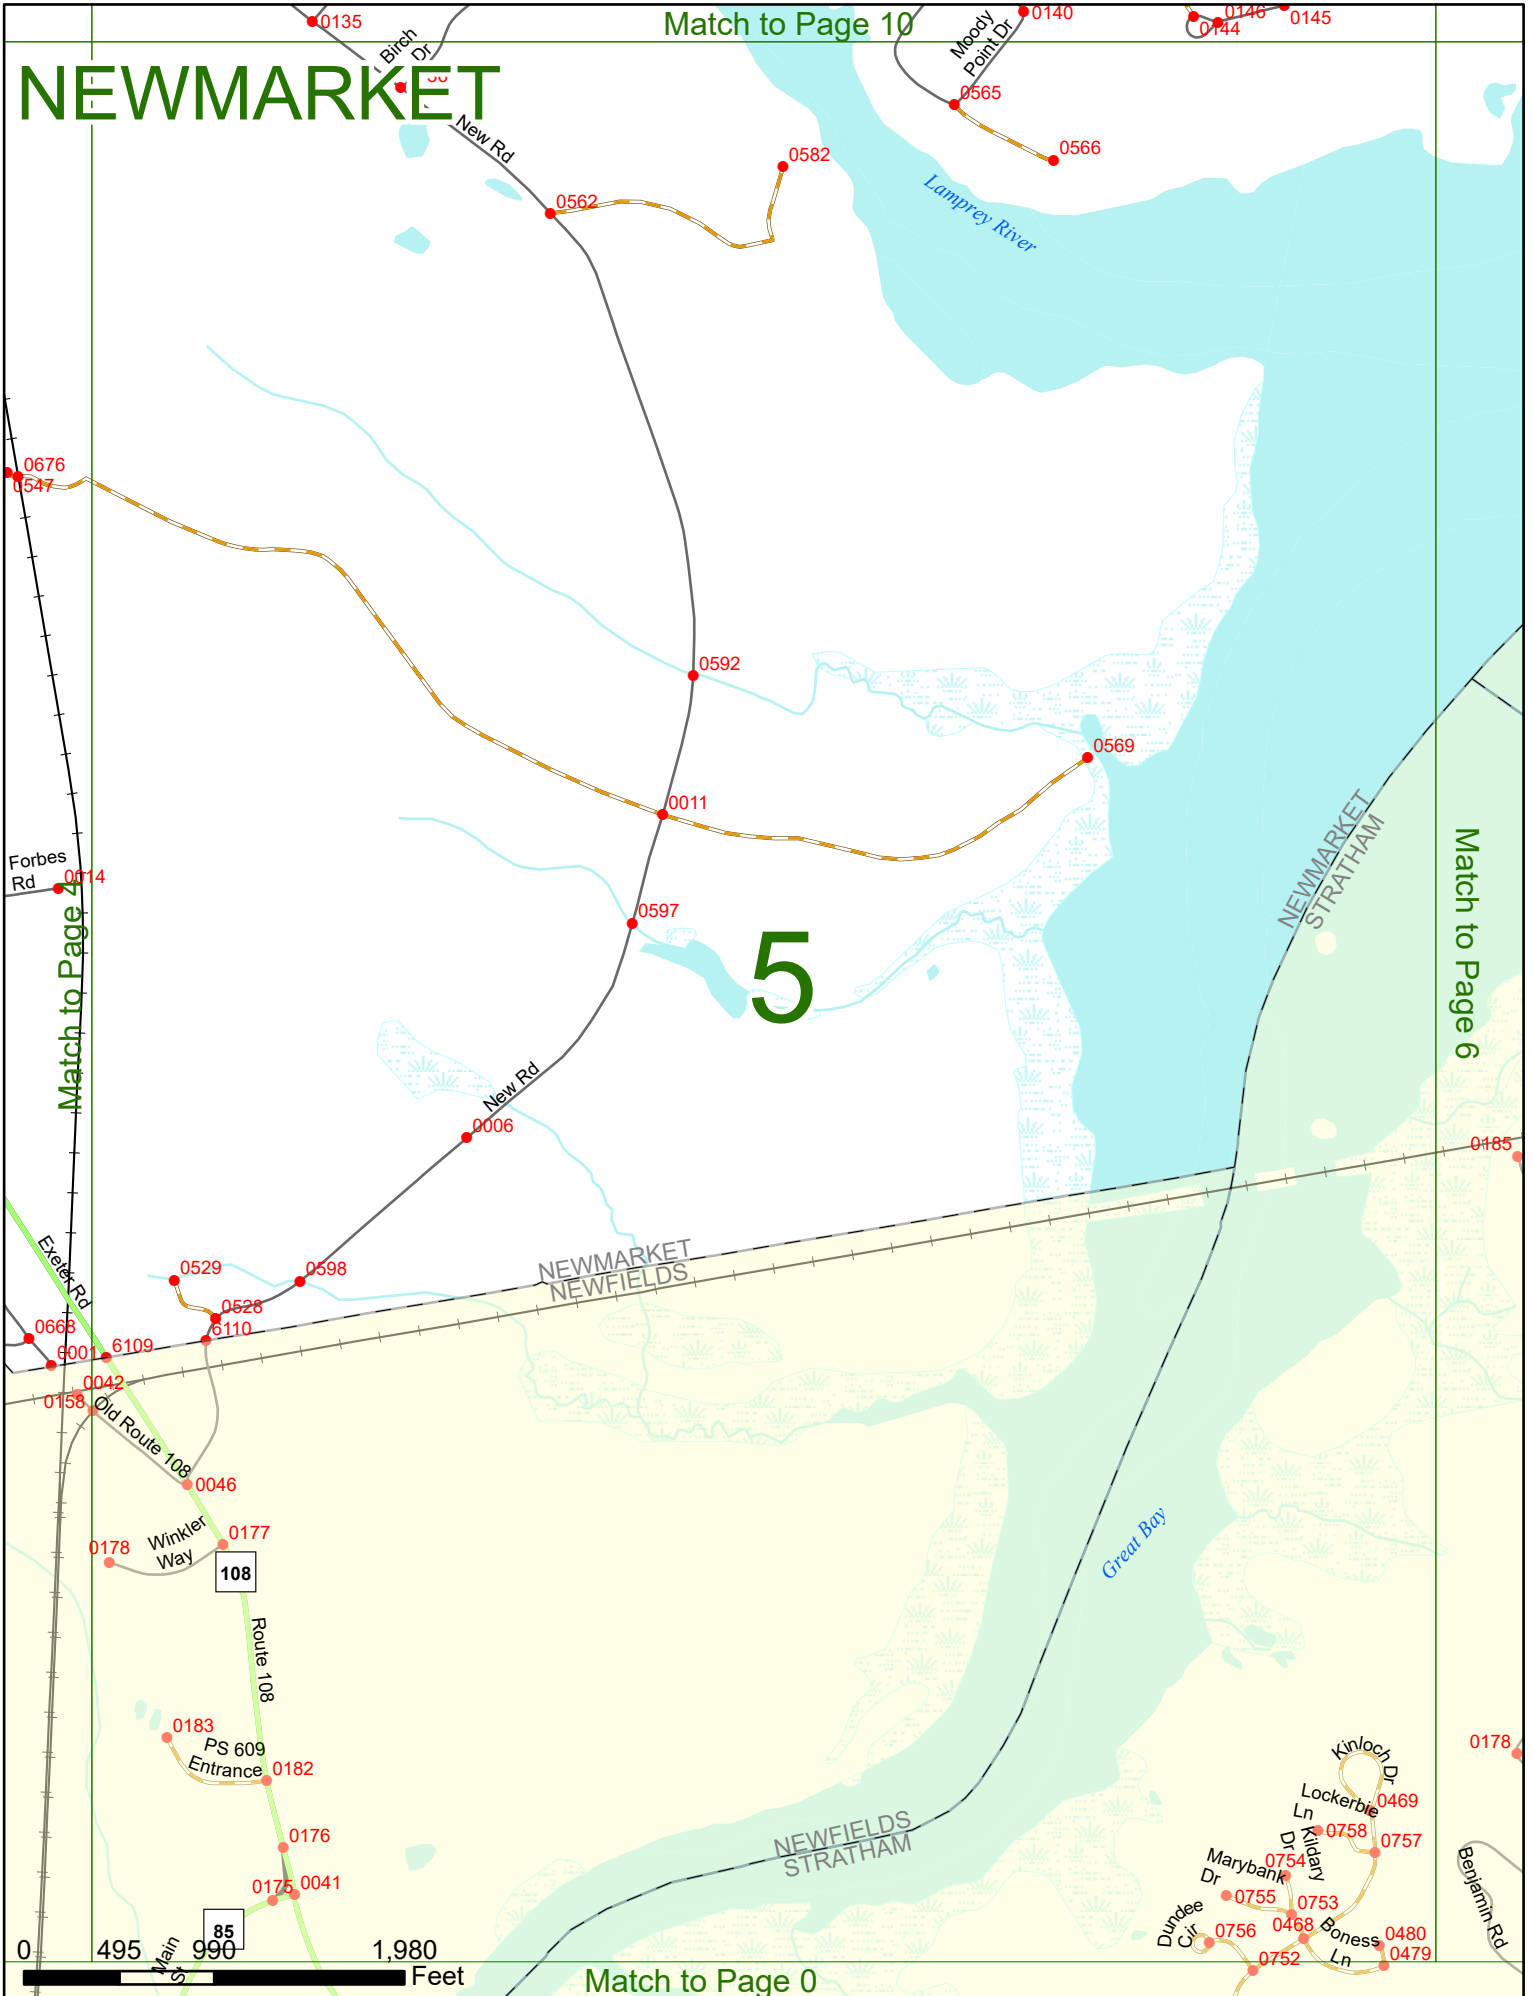 Match to Page 10
0135
Birch
Dr
Moody
Point Dr
0140
0146
0145
0144
NEWMARKET
New Rd
0565
0566
0582
0562
Lamprey River
0676
0547
0592
0569
0011
NEWMARKET
STRATHAM
Forbes
Rd
0014
Match to Page 4
Match to Page 6
0597
5
New Rd
0006
0185
Exeter Rd
NEWMARKET
NEWFIELDS
0529
0598
0528
6110
0668
0001
6109
0042
0158
Old Route 108
0046
Winkler
Way
0177
0178
108
Great Bay
Route 108
0183
PS 609
Entrance
0182
0178
Kinloch Dr
Lockerbie
Ln
0469
0758
Kildary
Dr
0757
NEWFIELDS
STRATHAM
0176
0175
0041
Marybank
Dr
0754
0755
0753
Benjamin Rd
Dundee
Cir
0756
0468
Boness
Ln
0480
0479
0752
85
Main
St
0 495 990 1,980
Feet
Match to Page 0